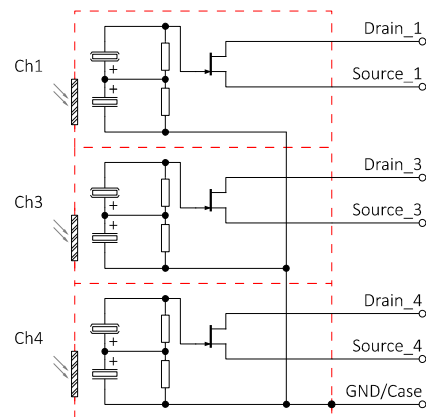 Drain_1
Ch1
+
Source_1
+
Drain_3
Ch3
+
Source_3
+
Drain_4
Ch4
+
Source_4
+
GND/Case